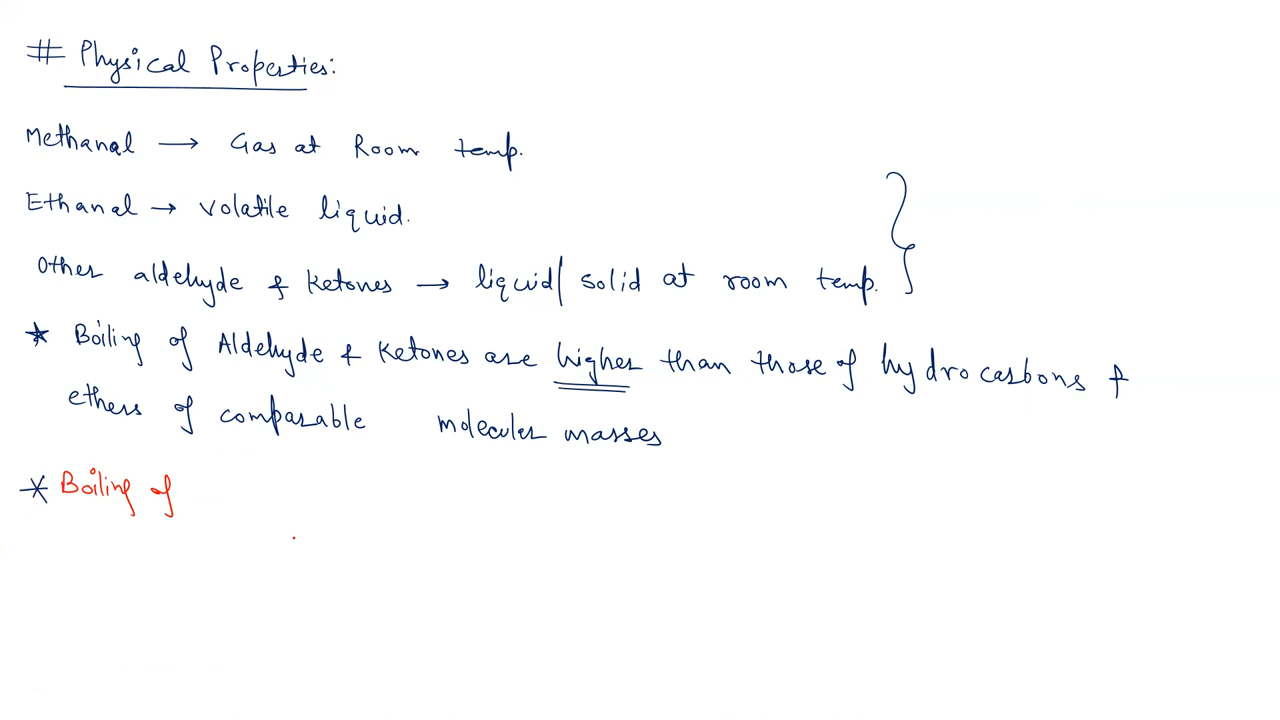 # Physical Properties:
Methanal → Gas at Room temp.
Ethanal → volatile liquid.
Other aldehyde & ketones → liquid/solid at room temp.
* Boiling of Aldehyde & Ketones are higher than those of hydrocarbons &
ethers of comparable molecular masses
* Boiling of